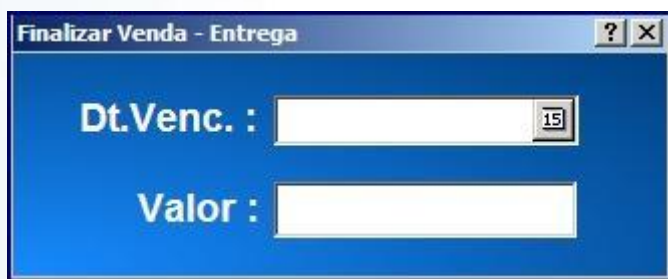 Finalizar Venda - Entrega ? X
Dt.Venc. : 15
Valor :